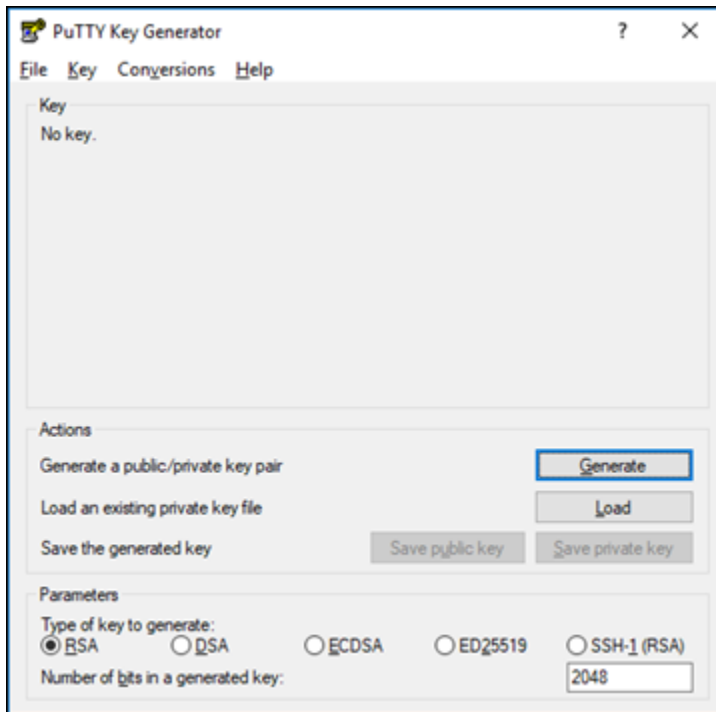 PuTTY Key Generator ?
File Key Conversions Help
Key
No key.
Actions
Generate a public/private key pair Generate
Load an existing private key file Load
Save the generated key Save public key Save private key
Parameters
Type of key to generate:
RSA DSA ECDSA ED25519 SSH-1 (RSA)
Number of bits in a generated key: 2048